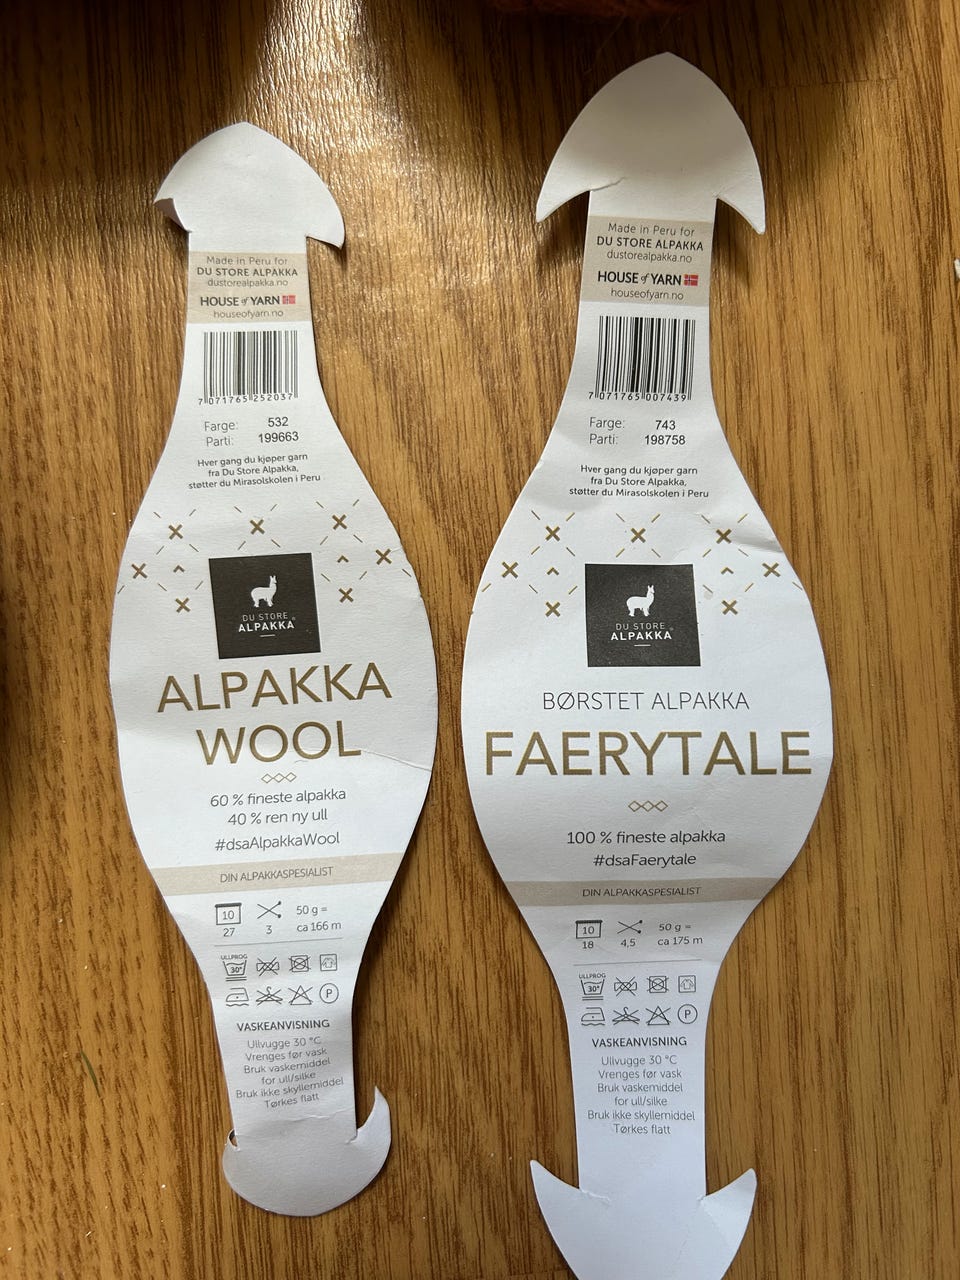 Made in Peru for
DU STORE ALPAKKA
dustorealpakka.no
HOUSE of YARN
houseofyarn.no
7 071765 252037
Farge: 532
Parti: 199663
Hver gang du kjøper garn
fra Du Store Alpakka,
støtter du Mirasolskolen i Peru
DU STORE
ALPAKKA
ALPAKKA
WOOL
60 % fineste alpakka
40 % ren ny ull
#dsaAlpakkaWool
DIN ALPAKKASPESIALIST
10
27
3
50 g =
ca 166 m
ULLPROG
30°
P
VASKEANVISNING
Ullvugge 30 °C
Vrenges før vask
Bruk vaskemiddel
for ull/silke
Bruk ikke skyllemiddel
Tørkes flatt
Made in Peru for
DU STORE ALPAKKA
dustorealpakka.no
HOUSE of YARN
houseofyarn.no
7 071765 007439
Farge: 743
Parti: 198758
Hver gang du kjøper garn
fra Du Store Alpakka,
støtter du Mirasolskolen i Peru
DU STORE ®
ALPAKKA
BØRSTET ALPAKKA
FAERYTALE
100 % fineste alpakka
#dsaFaerytale
DIN ALPAKKASPESIALIST
10
18
4,5
50 g =
ca 175 m
ULLPROG
30°
P
VASKEANVISNING
Ullvugge 30 °C
Vrenges før vask
Bruk vaskemiddel
for ull/silke
Bruk ikke skyllemiddel
Tørkes flatt